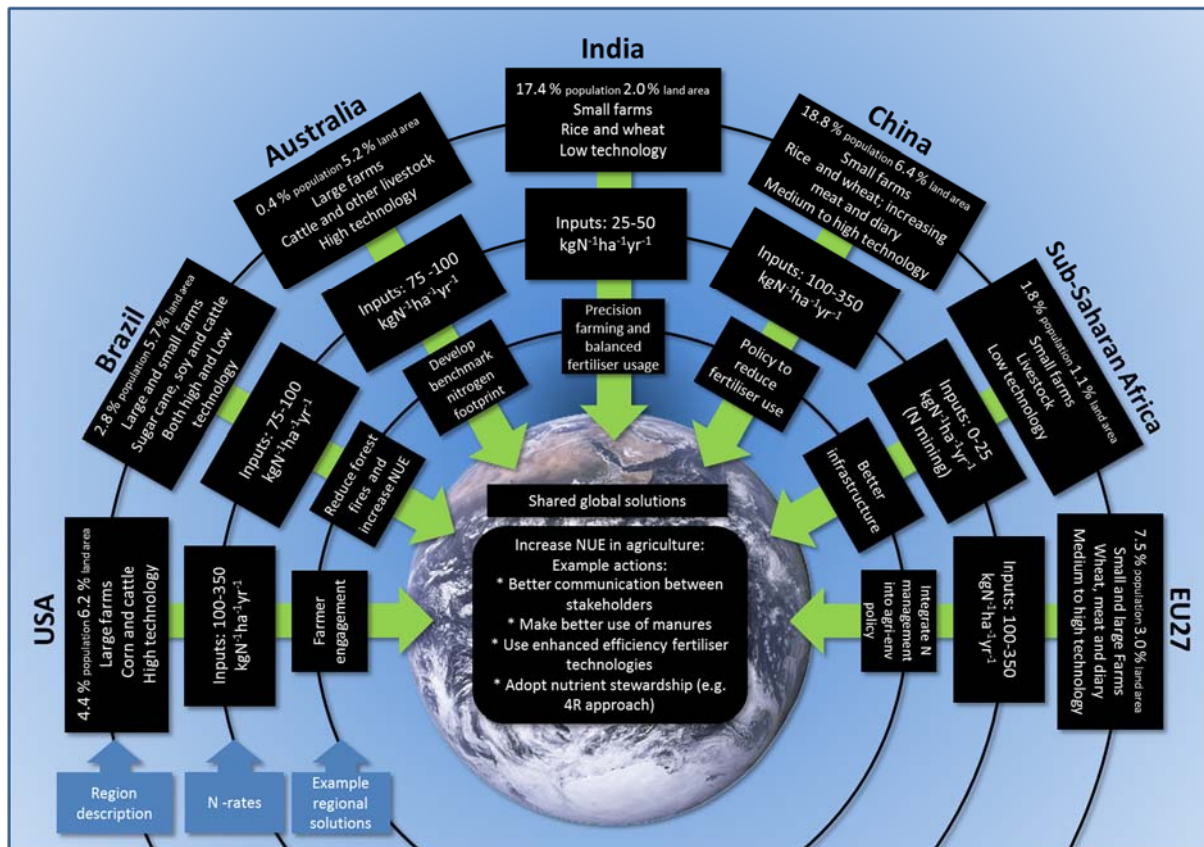 India
17.4 % population 2.0 % land area
Small farms
Rice and wheat
Low technology
Inputs: 25-50
kgN⁻¹ha⁻¹yr⁻¹
Precision
farming and
balanced
fertiliser usage
Australia
0.4 % population 5.2 % land area
Large farms
Cattle and other livestock
High technology
Inputs: 75 -100
kgN⁻¹ha⁻¹yr⁻¹
Develop
benchmark
nitrogen
footprint
China
18.8 % population 6.4 % land area
Small farms
Rice and wheat; increasing
meat and diary
Medium to high technology
Inputs: 100-350
kgN⁻¹ha⁻¹yr⁻¹
Policy to
reduce
fertiliser use
Brazil
2.8 % population 5.7 % land area
Large and small farms
Sugar cane, soy and cattle
Both high and Low
technology
Inputs: 75-100
kgN⁻¹ha⁻¹yr⁻¹
Reduce forest
fires and
increase NUE
Sub-Saharan Africa
1.8 % population 1.1 % land area
Small farms
Livestock
Low technology
Inputs: 0-25
kgN⁻¹ha⁻¹yr⁻¹
(N mining)
Better
infrastructure
USA
4.4 % population 6.2 % land area
Large farms
Corn and cattle
High technology
Inputs: 100-350
kgN⁻¹ha⁻¹yr⁻¹
Farmer
engagement
EU27
7.5 % population 3.0 % land area
Small and large Farms
Wheat, meat and diary
Medium to high technology
Inputs: 100-350
kgN⁻¹ha⁻¹yr⁻¹
Integrate N
management
into agri-env
policy
Shared global solutions
Increase NUE in agriculture:
Example actions:
* Better communication between
stakeholders
* Make better use of manures
* Use enhanced efficiency fertiliser
technologies
* Adopt nutrient stewardship (e.g.
4R approach)
Region
description
N -rates
Example
regional
solutions